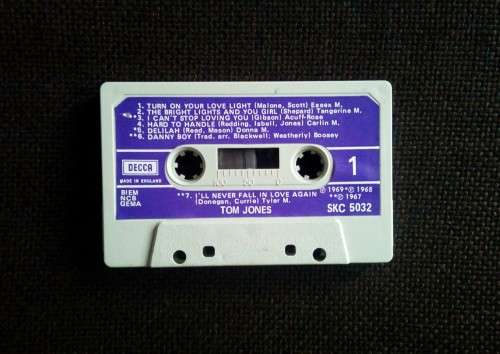 1. TURN ON YOUR LOVE LIGHT (Malone, Scott) Essex M.
2. THE BRIGHT LIGHTS AND YOU GIRL (Shepard) Tangerine M.
*3. I CAN'T STOP LOVING YOU (Gibson) Acuff-Rose
4. HARD TO HANDLE (Redding, Isbell, Jones) Carlin M.
*5. DELILAH (Reed, Mason) Donna M.
**6. DANNY BOY (Trad. arr. Blackwell; Weatherly) Boosey
DECCA
MADE IN ENGLAND
1
100 50 0
BIEM
NCB
GEMA
**7. I'LL NEVER FALL IN LOVE AGAIN
(Donegan, Currie) Tyler M.
TOM JONES
℗ 1969 *℗ 1968
**℗ 1967
SKC 5032